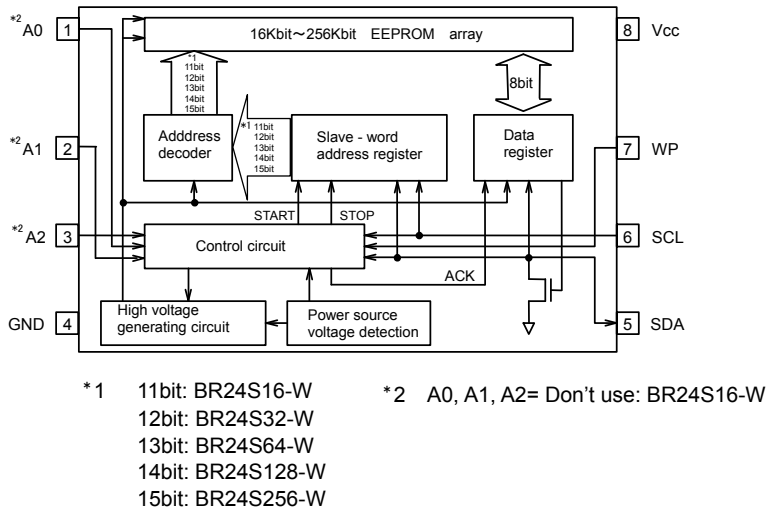 *2 A0 1
16Kbit～256Kbit EEPROM array
8 Vcc
*1
11bit
12bit
13bit
14bit
15bit
8bit
*2 A1 2
Adddress
decoder
*1 11bit
12bit
13bit
14bit
15bit
Slave - word
address register
Data
register
7 WP
START STOP
*2 A2 3
Control circuit
6 SCL
ACK
GND 4
High voltage
generating circuit
Power source
voltage detection
5 SDA
*1 11bit: BR24S16-W
12bit: BR24S32-W
13bit: BR24S64-W
14bit: BR24S128-W
15bit: BR24S256-W
*2 A0, A1, A2= Don't use: BR24S16-W